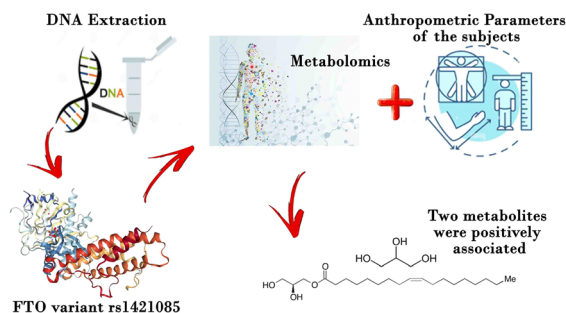 DNA Extraction
DNA
Metabolomics
Anthropometric Parameters
of the subjects
FTO variant rs1421085
Two metabolites
were positively
associated
OH
HO
OH
O
HO
O
OH
Me